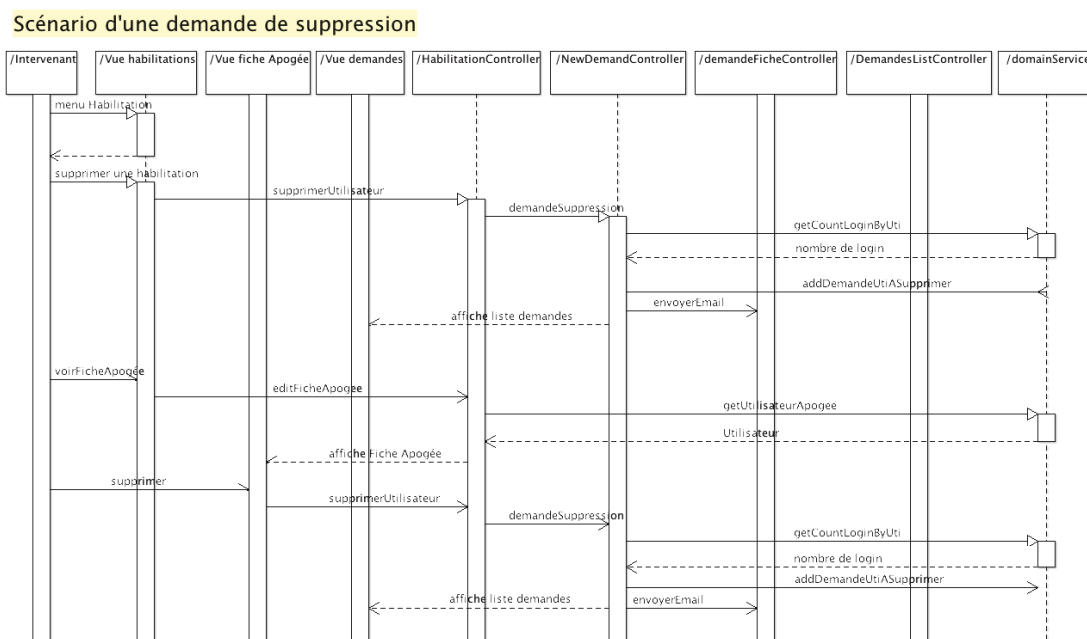 Scénario d'une demande de suppression
/Intervenant
/Vue habilitations
/Vue fiche Apogée
/Vue demandes
/HabilitationController
/NewDemandController
/demandeFicheController
/DemandesListController
/domainService
menu Habilitation
supprimer une habilitation
supprimerUtilisateur
demandeSuppression
getCountLoginByUti
nombre de login
addDemandeUtiASupprimer
envoyerEmail
affiche liste demandes
voirFicheApogée
editFicheApogee
getUtilisateurApogee
Utilisateur
affiche Fiche Apogée
supprimer
supprimerUtilisateur
demandeSuppression
getCountLoginByUti
nombre de login
addDemandeUtiASupprimer
affiche liste demandes
envoyerEmail